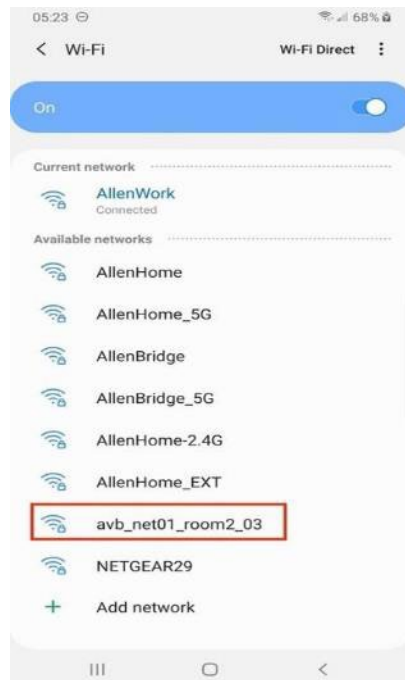 05:23 68%
< Wi-Fi Wi-Fi Direct
On
Current network
AllenWork
Connected
Available networks
AllenHome
AllenHome_5G
AllenBridge
AllenBridge_5G
AllenHome-2.4G
AllenHome_EXT
avb_net01_room2_03
NETGEAR29
+ Add network